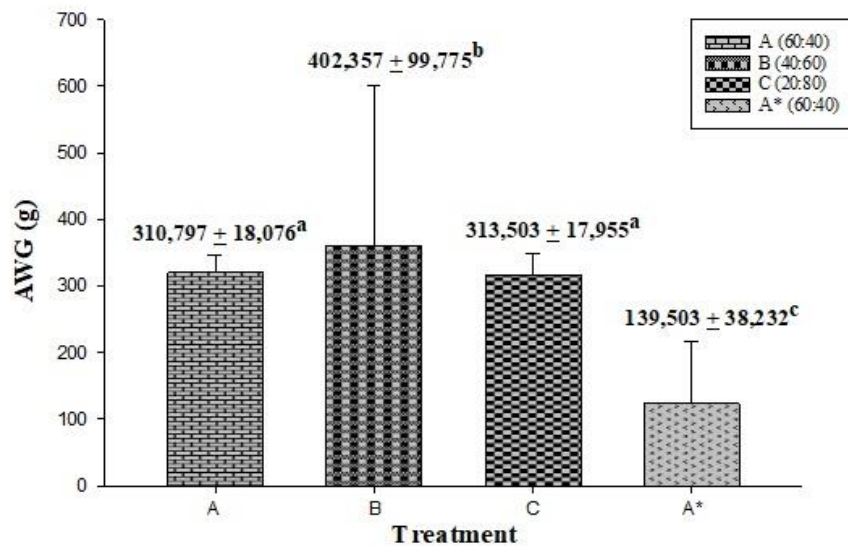 700
600
500
400
300
200
100
0
AWG (g)
402,357 ± 99,775b
310,797 ± 18,076a
313,503 ± 17,955a
139,503 ± 38,232c
A (60:40)
B (40:60)
C (20:80)
A* (60:40)
A
B
C
A*
Treatment